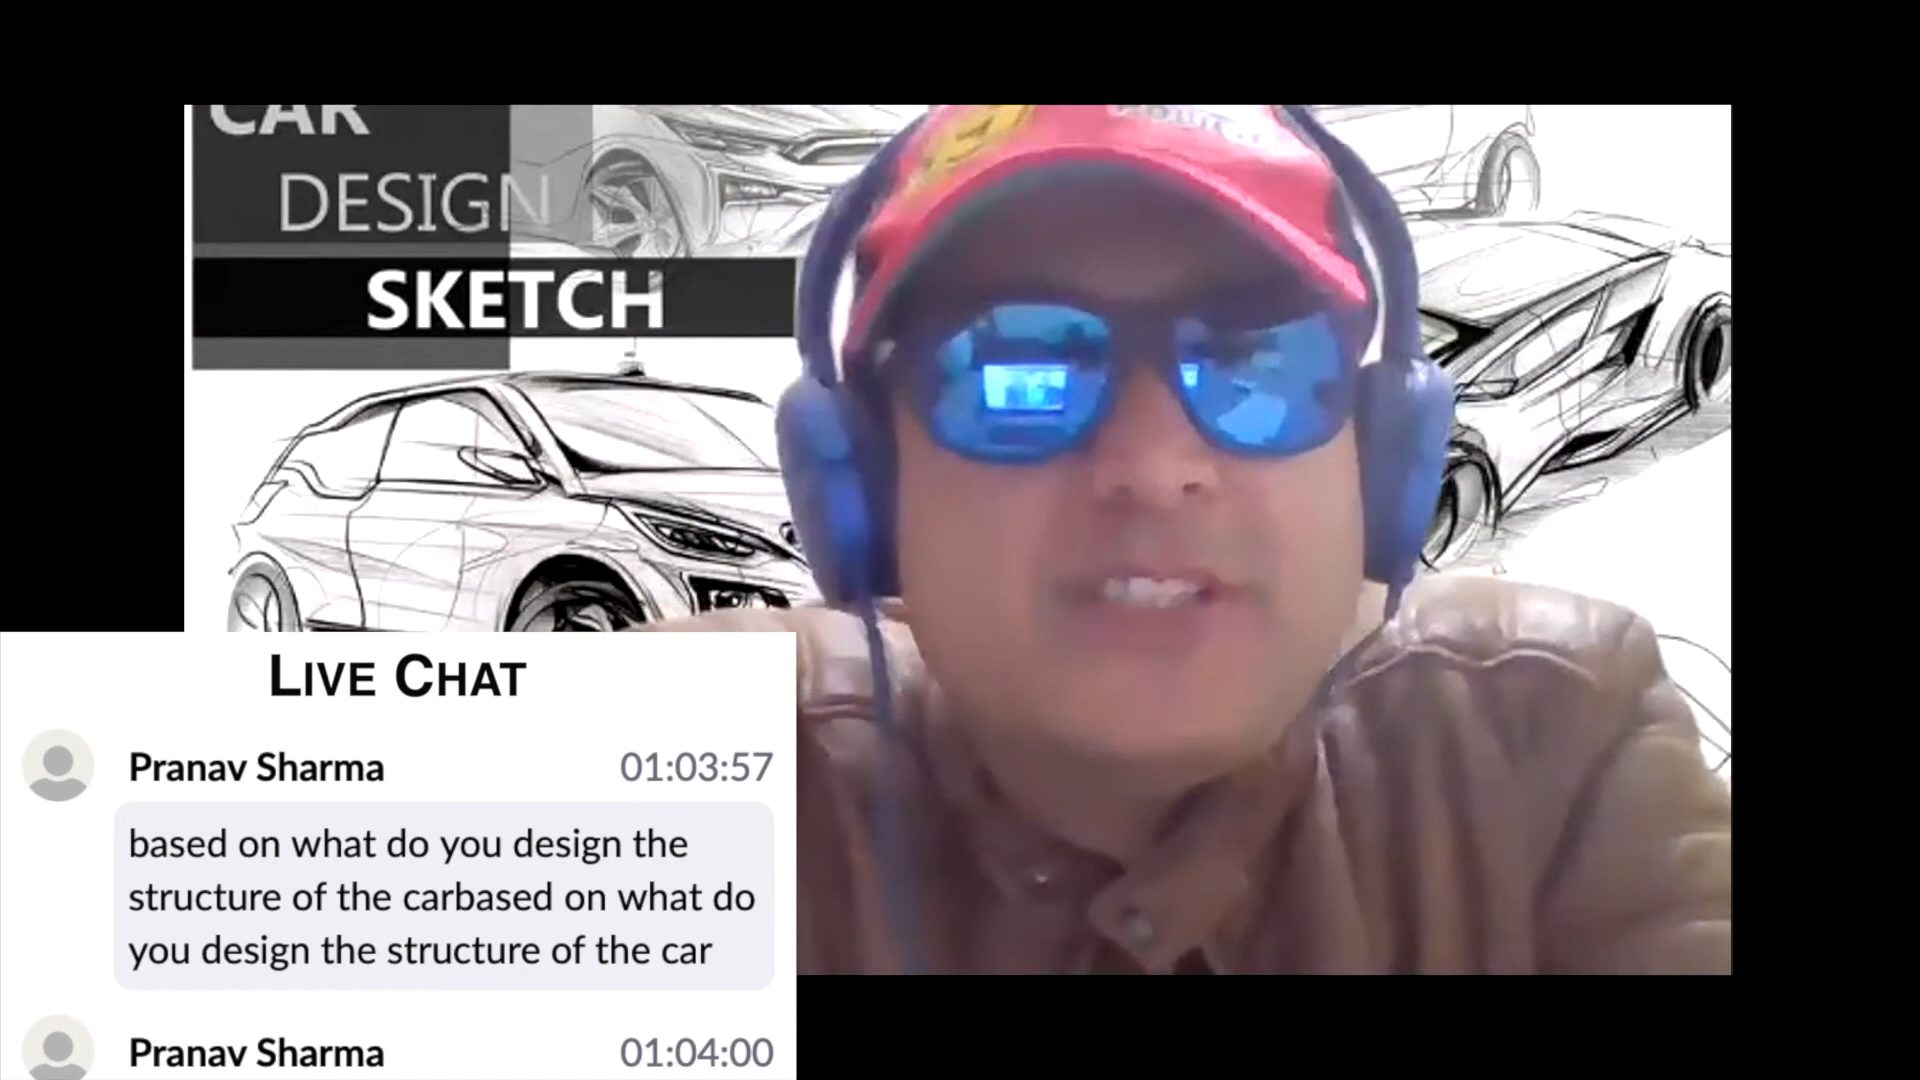 CAR
DESIGN
SKETCH
LIVE CHAT
Pranav Sharma 01:03:57
based on what do you design the
structure of the carbased on what do
you design the structure of the car
Pranav Sharma 01:04:00